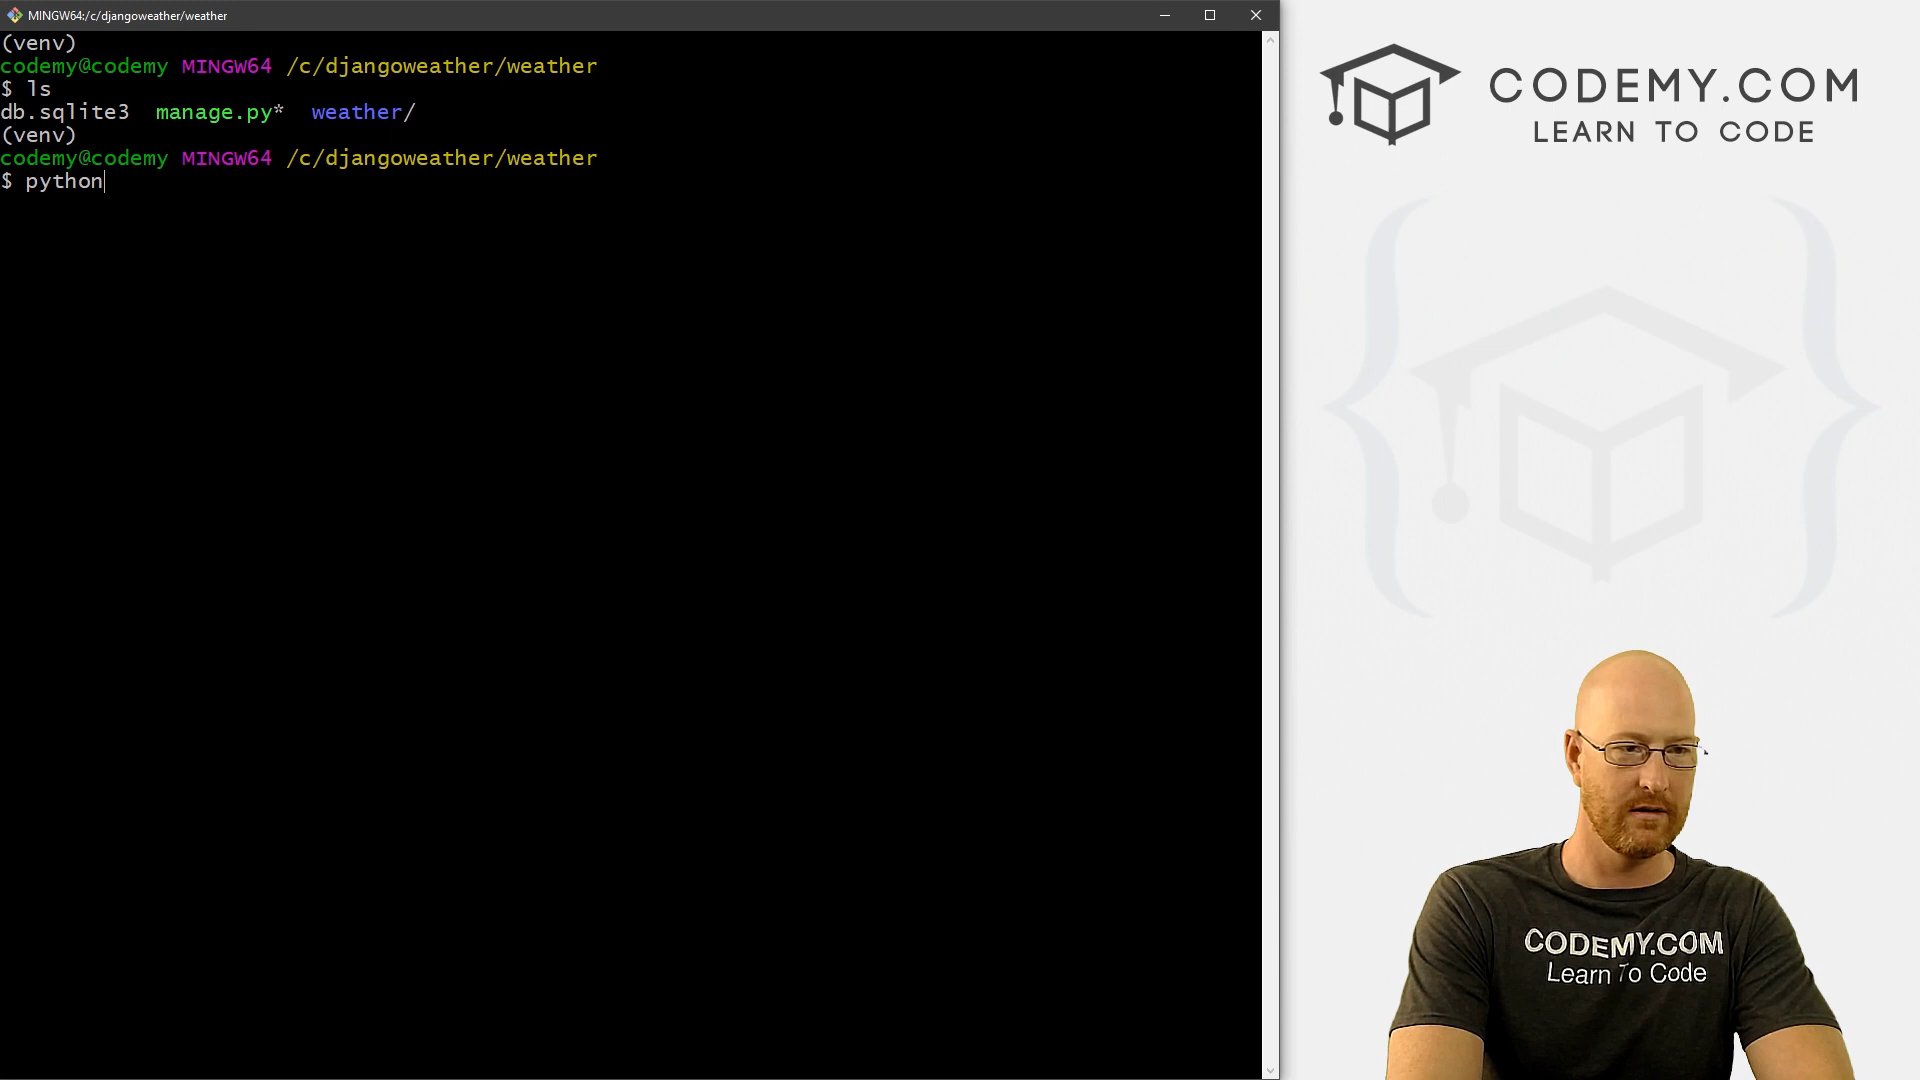 MINGW64:/c/djangoweather/weather
(venv)
codemy@codemy MINGW64 /c/djangoweather/weather
$ ls
db.sqlite3  manage.py*  weather/
(venv)
codemy@codemy MINGW64 /c/djangoweather/weather
$ python
CODEMY.COM
LEARN TO CODE
CODEMY.COM
Learn To Code